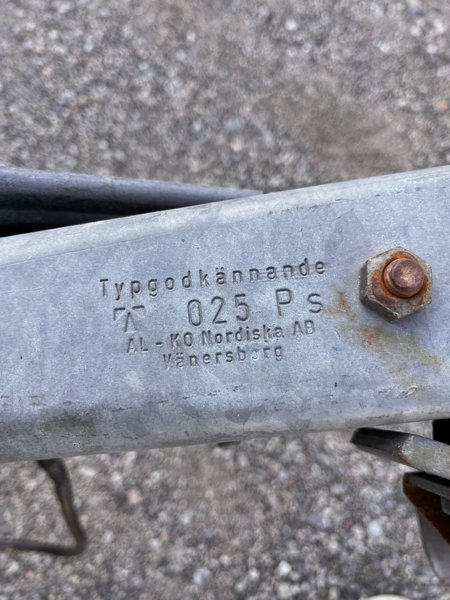 Typgodkännande
025 Ps
AL-KO Nordiska AB
Vänersborg